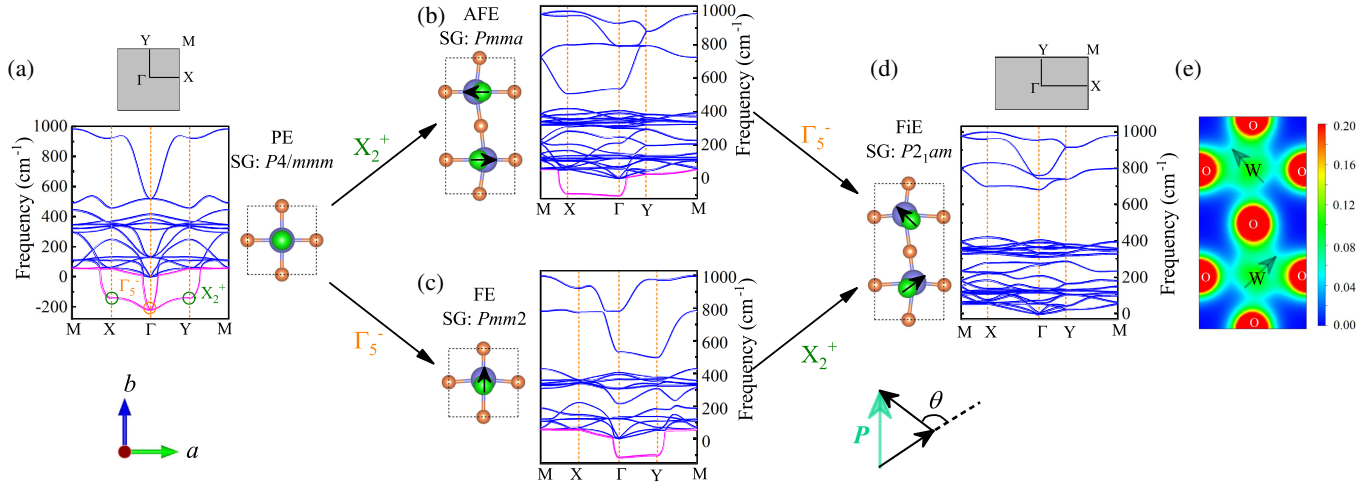 (a)
Y
M
Γ
X
1000
800
600
400
200
0
-200
Frequency (cm⁻¹)
M
X
Γ
Y
M
Γ₅⁻
X₂⁺
PE
SG: P4/mmm
b
a
X₂⁺
Γ₅⁻
(b)
AFE
SG: Pmma
1000
800
600
400
200
0
Frequency (cm⁻¹)
M
X
Γ
Y
M
(c)
FE
SG: Pmm2
1000
800
600
400
200
0
Frequency (cm⁻¹)
M
X
Γ
Y
M
Γ₅⁻
X₂⁺
(d)
Y
M
Γ
X
FiE
SG: P2₁am
1000
800
600
400
200
0
Frequency (cm⁻¹)
M
X
Γ
Y
M
P
θ
(e)
O
O
W
O
O
O
W
O
O
0.20
0.16
0.12
0.08
0.04
0.00